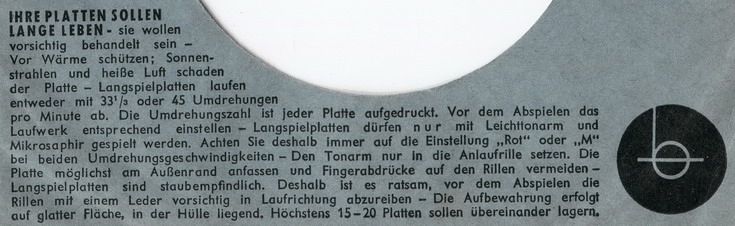 IHRE PLATTEN SOLLEN
LANGE LEBEN - sie wollen
vorsichtig behandelt sein –
Vor Wärme schützen; Sonnen-
strahlen und heiße Luft schaden
der Platte – Langspielplatten laufen
entweder mit 33¹/₃ oder 45 Umdrehungen
pro Minute ab. Die Umdrehungszahl ist jeder Platte aufgedruckt. Vor dem Abspielen das
Laufwerk entsprechend einstellen – Langspielplatten dürfen nur mit Leichttonarm und
Mikrosaphir gespielt werden. Achten Sie deshalb immer auf die Einstellung „Rot" oder „M"
bei beiden Umdrehungsgeschwindigkeiten – Den Tonarm nur in die Anlaufrille setzen. Die
Platte möglichst am Außenrand anfassen und Fingerabdrücke auf den Rillen vermeiden –
Langspielplatten sind staubempfindlich. Deshalb ist es ratsam, vor dem Abspielen die
Rillen mit einem Leder vorsichtig in Laufrichtung abzureiben – Die Aufbewahrung erfolgt
auf glatter Fläche, in der Hülle liegend. Höchstens 15–20 Platten sollen übereinander lagern.